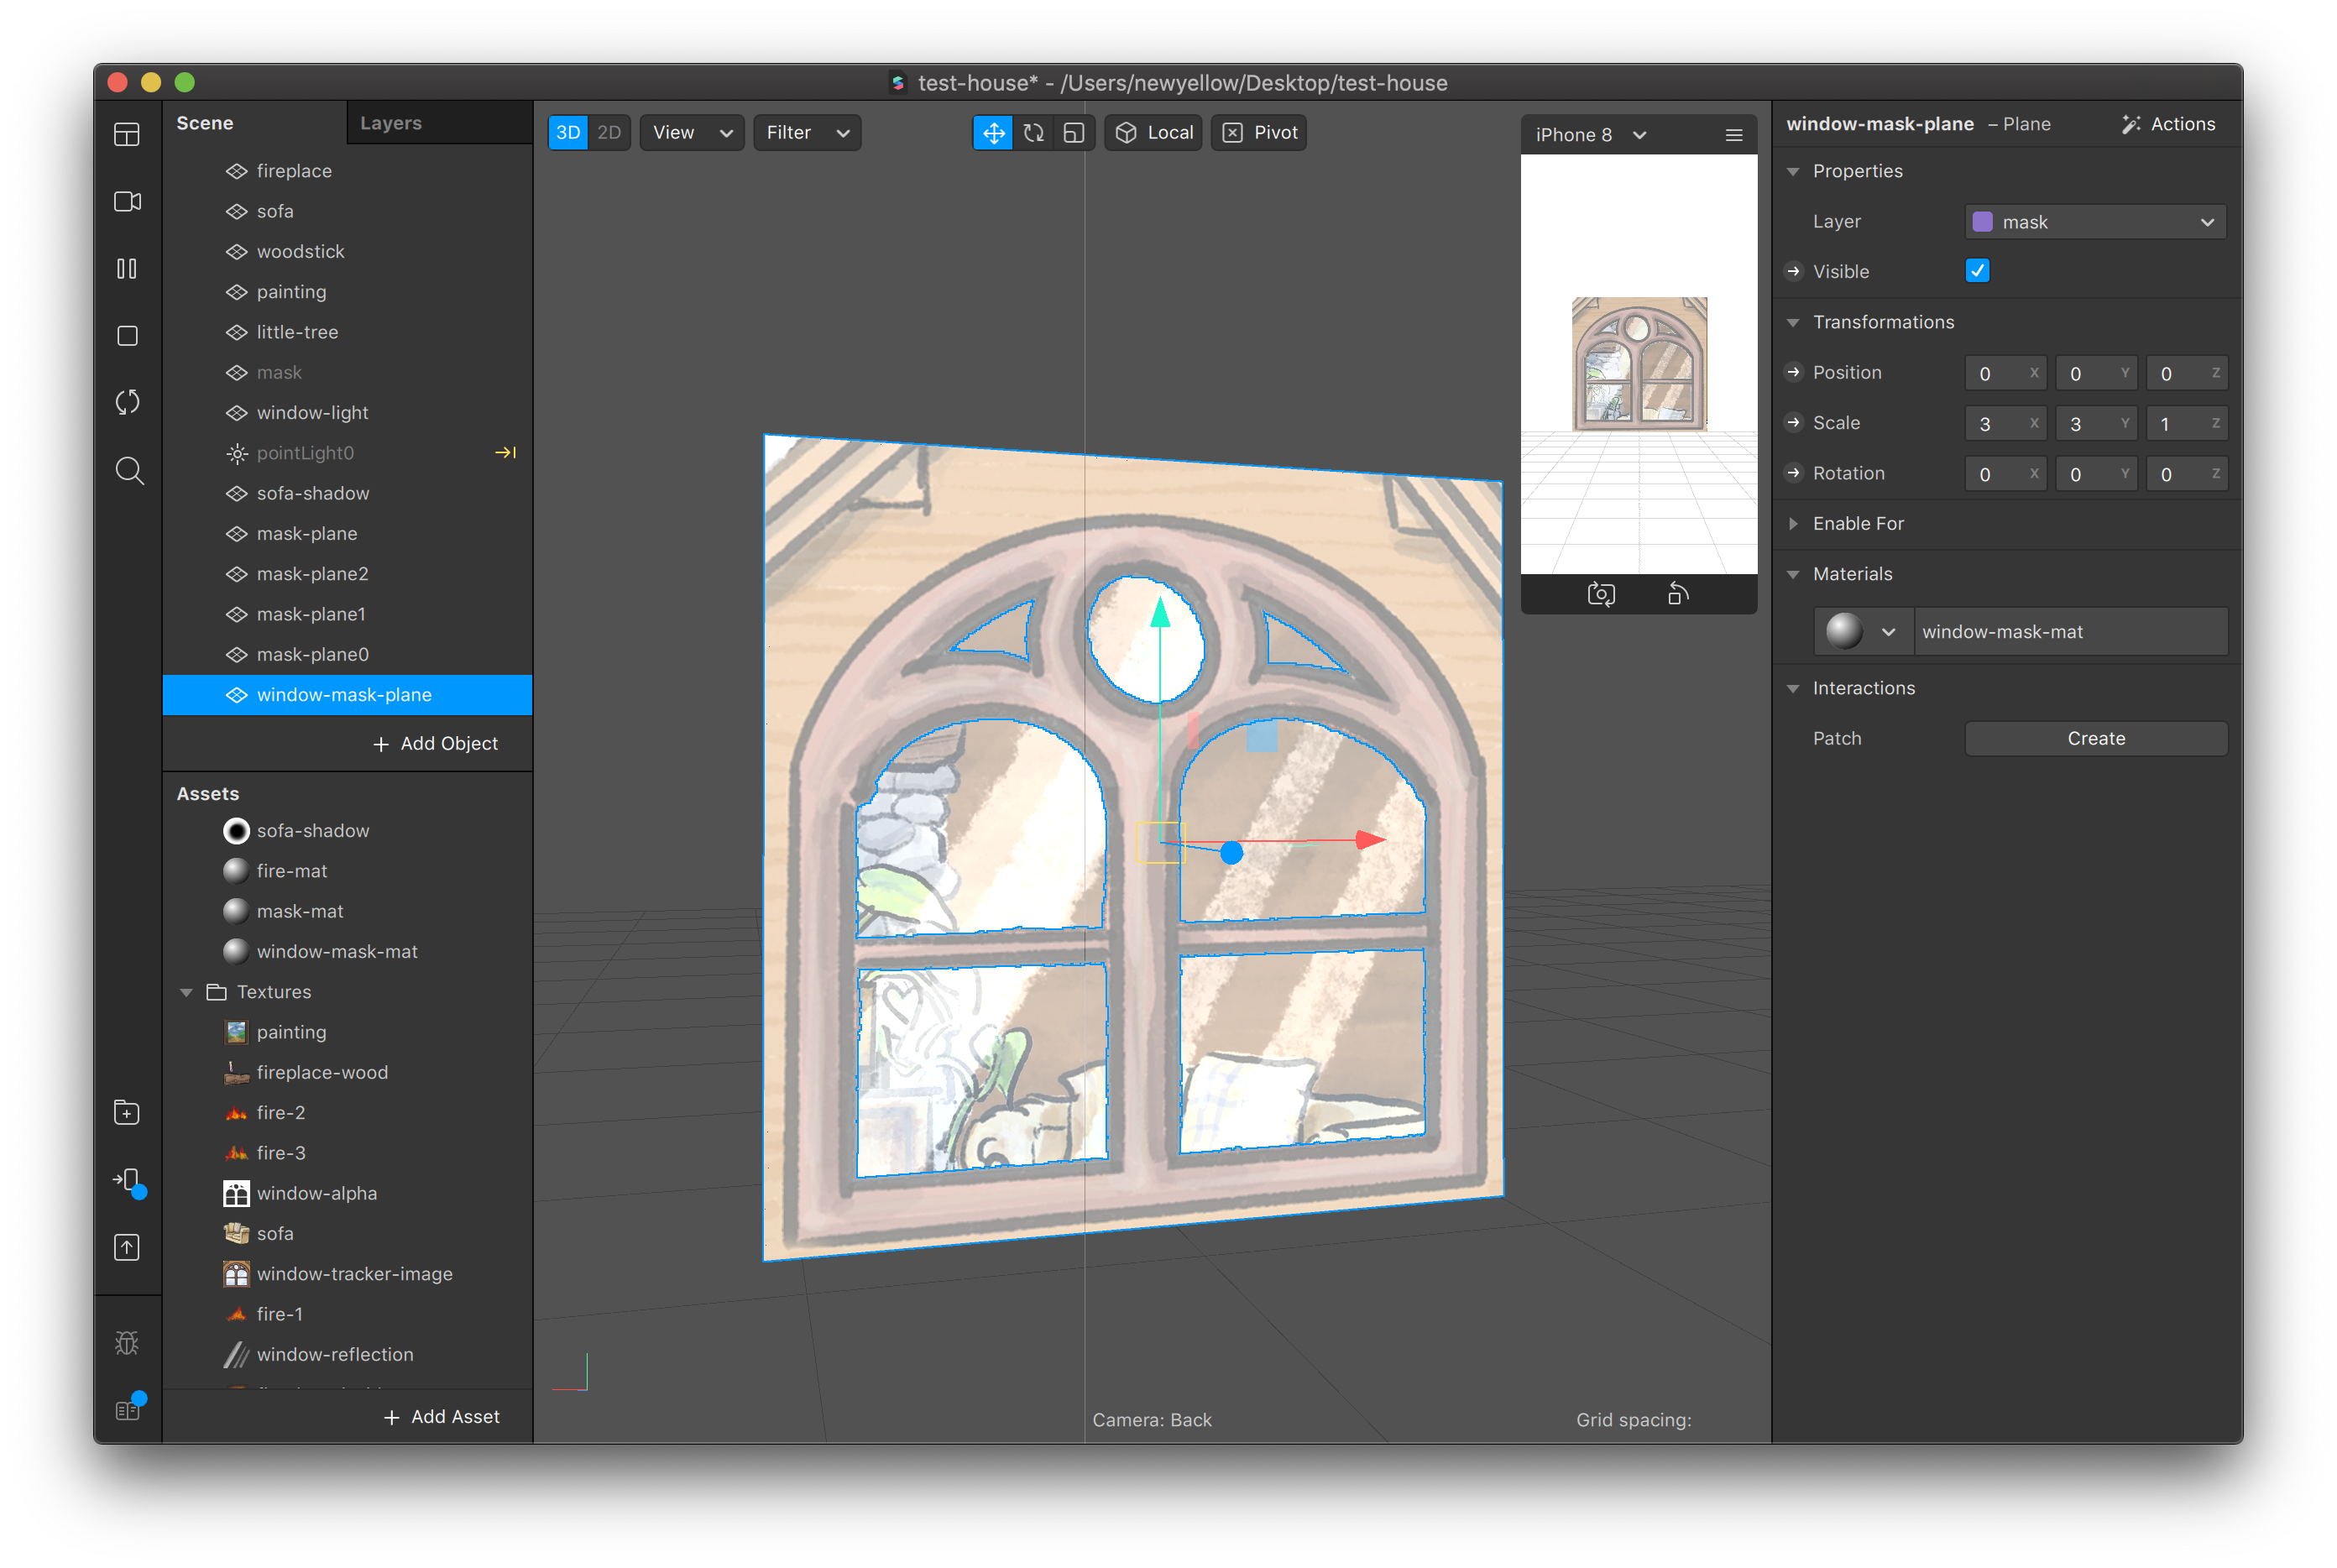 test-house* - /Users/newyellow/Desktop/test-house
Scene
Layers
fireplace
sofa
woodstick
painting
little-tree
mask
window-light
pointLight0
sofa-shadow
mask-plane
mask-plane2
mask-plane1
mask-plane0
window-mask-plane
+ Add Object
Assets
sofa-shadow
fire-mat
mask-mat
window-mask-mat
Textures
painting
fireplace-wood
fire-2
fire-3
window-alpha
sofa
window-tracker-image
fire-1
window-reflection
+ Add Asset
3D 2D View Filter Local Pivot
iPhone 8
Camera: Back
Grid spacing:
window-mask-plane – Plane Actions
Properties
Layer mask
Visible
Transformations
Position 0 X 0 Y 0 Z
Scale 3 X 3 Y 1 Z
Rotation 0 X 0 Y 0 Z
Enable For
Materials
window-mask-mat
Interactions
Patch Create